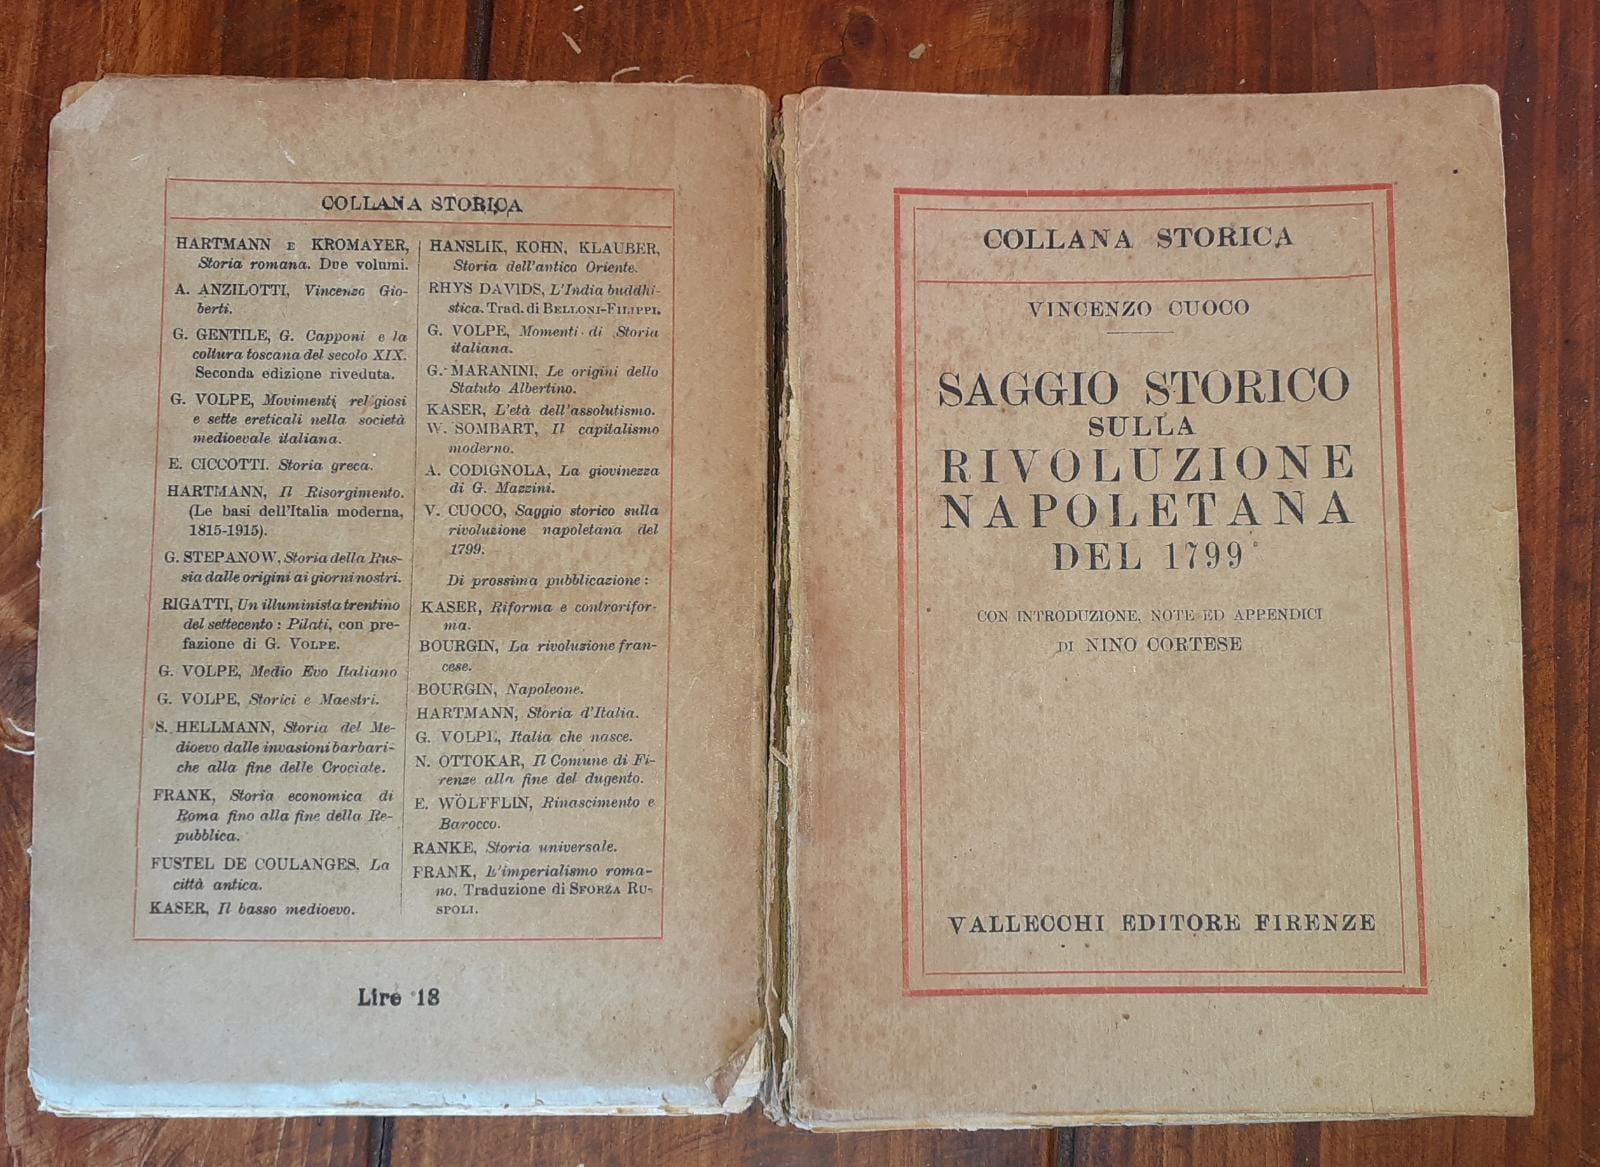 COLLANA STORICA
HARTMANN E KROMAYER,
Storia romana. Due volumi.
A. ANZILOTTI, Vincenzo Gio-
berti.
G. GENTILE, G. Capponi e la
coltura toscana del secolo XIX.
Seconda edizione riveduta.
G. VOLPE, Movimenti religiosi
e sette ereticali nella società
medioevale italiana.
E. CICCOTTI. Storia greca.
HARTMANN, Il Risorgimento.
(Le basi dell'Italia moderna,
1815-1915).
G. STEPANOW, Storia della Rus-
sia dalle origini ai giorni nostri.
RIGATTI, Un illuminista trentino
del settecento: Pilati, con pre-
fazione di G. VOLPE.
G. VOLPE, Medio Evo Italiano
G. VOLPE, Storici e Maestri.
S. HELLMANN, Storia del Me-
dioevo dalle invasioni barbari-
che alla fine delle Crociate.
FRANK, Storia economica di
Roma fino alla fine della Re-
pubblica.
FUSTEL DE COULANGES, La
città antica.
KASER, Il basso medioevo.
HANSLIK, KOHN, KLAUBER,
Storia dell'antico Oriente.
RHYS DAVIDS, L'India buddhi-
stica. Trad. di BELLONI-FILIPPI.
G. VOLPE, Momenti di Storia
italiana.
G. MARANINI, Le origini dello
Statuto Albertino.
KASER, L'età dell'assolutismo.
W. SOMBART, Il capitalismo
moderno.
A. CODIGNOLA, La giovinezza
di G. Mazzini.
V. CUOCO, Saggio storico sulla
rivoluzione napoletana del
1799.
Di prossima pubblicazione:
KASER, Riforma e controrifor-
ma.
BOURGIN, La rivoluzione fran-
cese.
BOURGIN, Napoleone.
HARTMANN, Storia d'Italia.
G. VOLPE, Italia che nasce.
N. OTTOKAR, Il Comune di Fi-
renze alla fine del dugento.
E. WÖLFFLIN, Rinascimento e
Barocco.
RANKE, Storia universale.
FRANK, L'imperialismo roma-
no. Traduzione di SFORZA RU-
SPOLI.
Lire 18
COLLANA STORICA
VINCENZO CUOCO
SAGGIO STORICO
SULLA
RIVOLUZIONE
NAPOLETANA
DEL 1799
CON INTRODUZIONE, NOTE ED APPENDICI
DI NINO CORTESE
VALLECCHI EDITORE FIRENZE